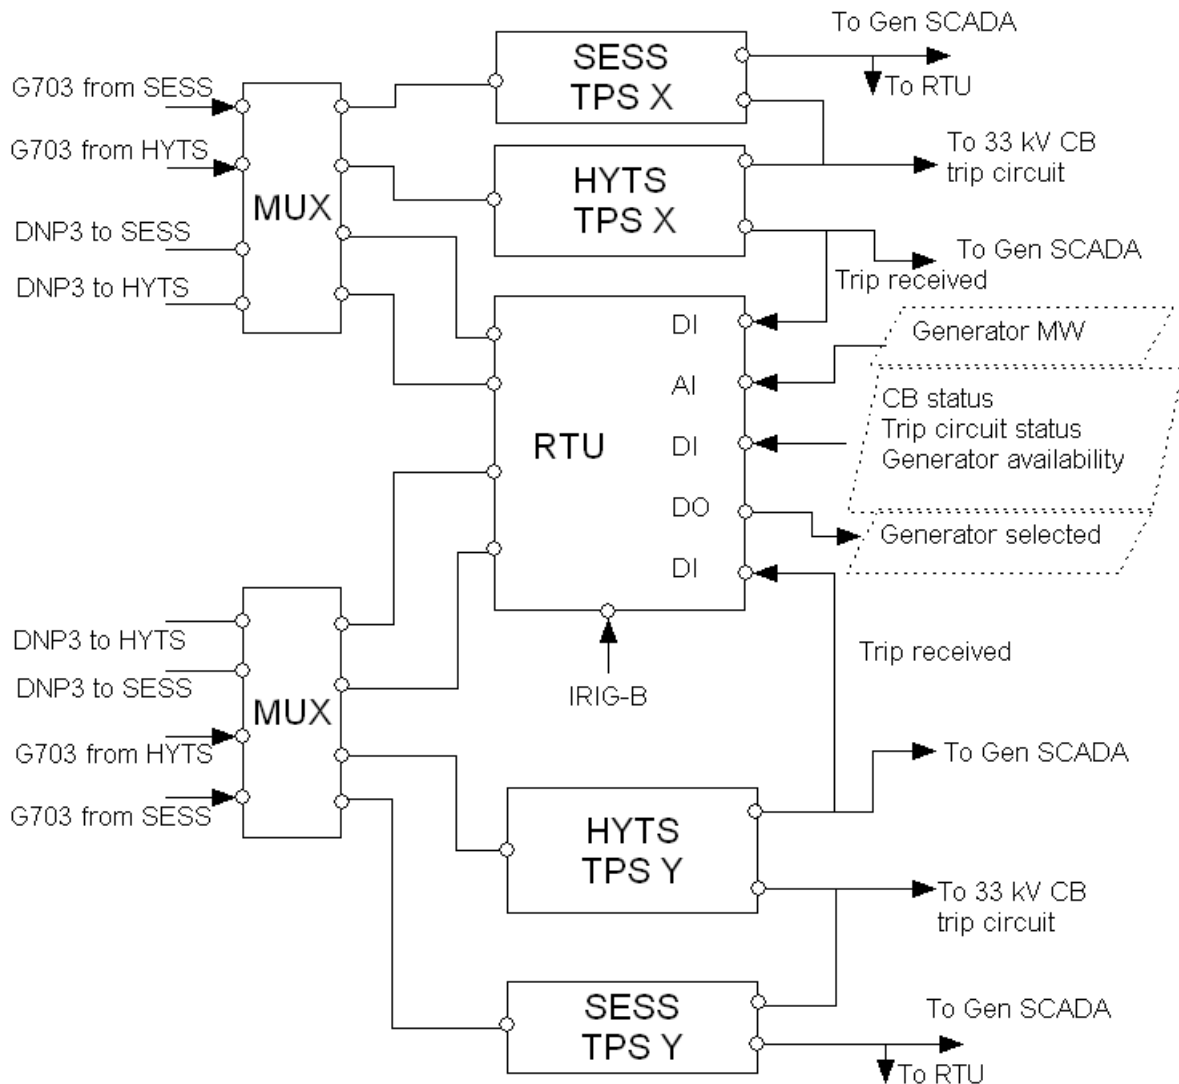 To Gen SCADA
SESS
TPS X
To RTU
G703 from SESS
G703 from HYTS
To 33 kV CB
trip circuit
HYTS
TPS X
MUX
DNP3 to SESS
DNP3 to HYTS
To Gen SCADA
Trip received
DI
Generator MW
AI
CB status
Trip circuit status
Generator availability
RTU
DI
DO
Generator selected
DI
DNP3 to HYTS
DNP3 to SESS
MUX
G703 from HYTS
G703 from SESS
IRIG-B
Trip received
To Gen SCADA
HYTS
TPS Y
To 33 kV CB
trip circuit
SESS
TPS Y
To Gen SCADA
To RTU